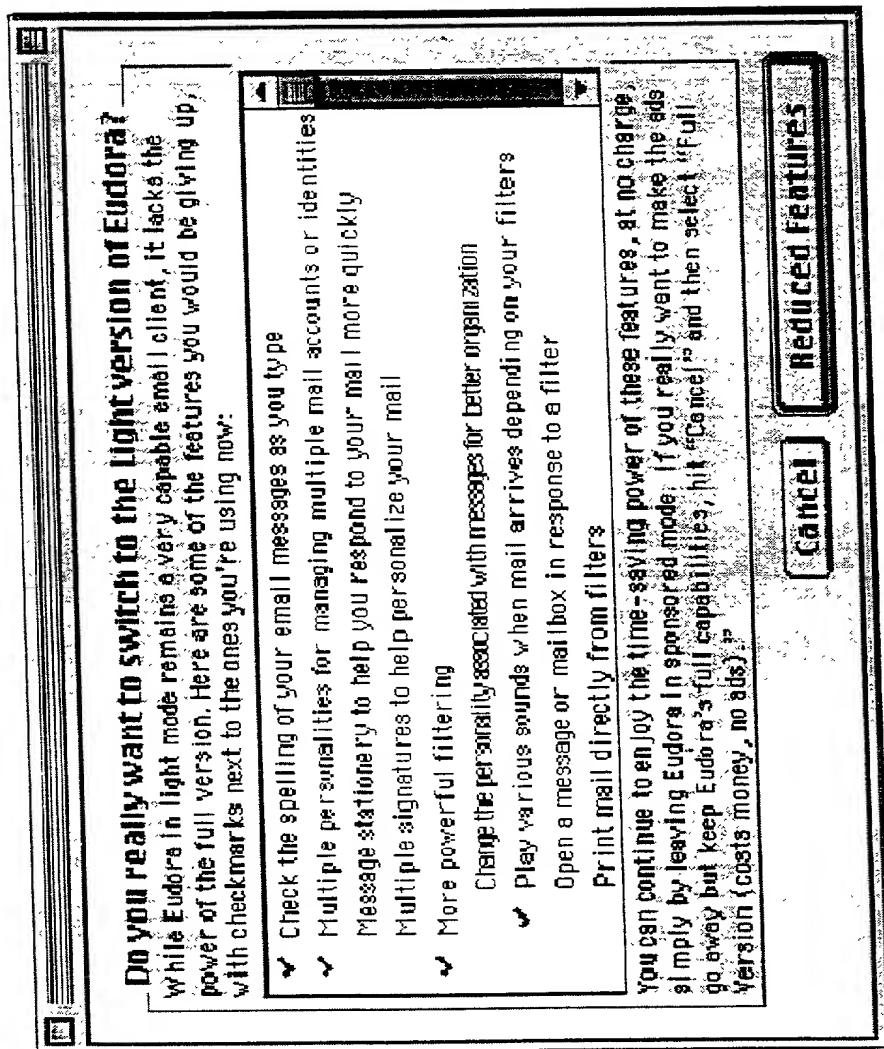 Do you really want to switch to the Light version of Eudora?
While Eudora in light mode remains a very capable email client, it lacks the
power of the full version. Here are some of the features you would be giving up,
with checkmarks next to the ones you're using now:
✔ Check the spelling of your email messages as you type
✔ Multiple personalities for managing multiple mail accounts or identities
Message stationery to help you respond to your mail more quickly
Multiple signatures to help personalize your mail
✔ More powerful filtering
Change the personality associated with messages for better organization
✔ Play various sounds when mail arrives depending on your filters
Open a message or mailbox in response to a filter
Print mail directly from filters
You can continue to enjoy the time-saving power of these features, at no charge,
simply by leaving Eudora in sponsored mode. If you really want to make the ads
go away but keep Eudora's full capabilities, hit “Cancel” and then select “Full
Version (costs money, no ads).”
Cancel
Reduced Features